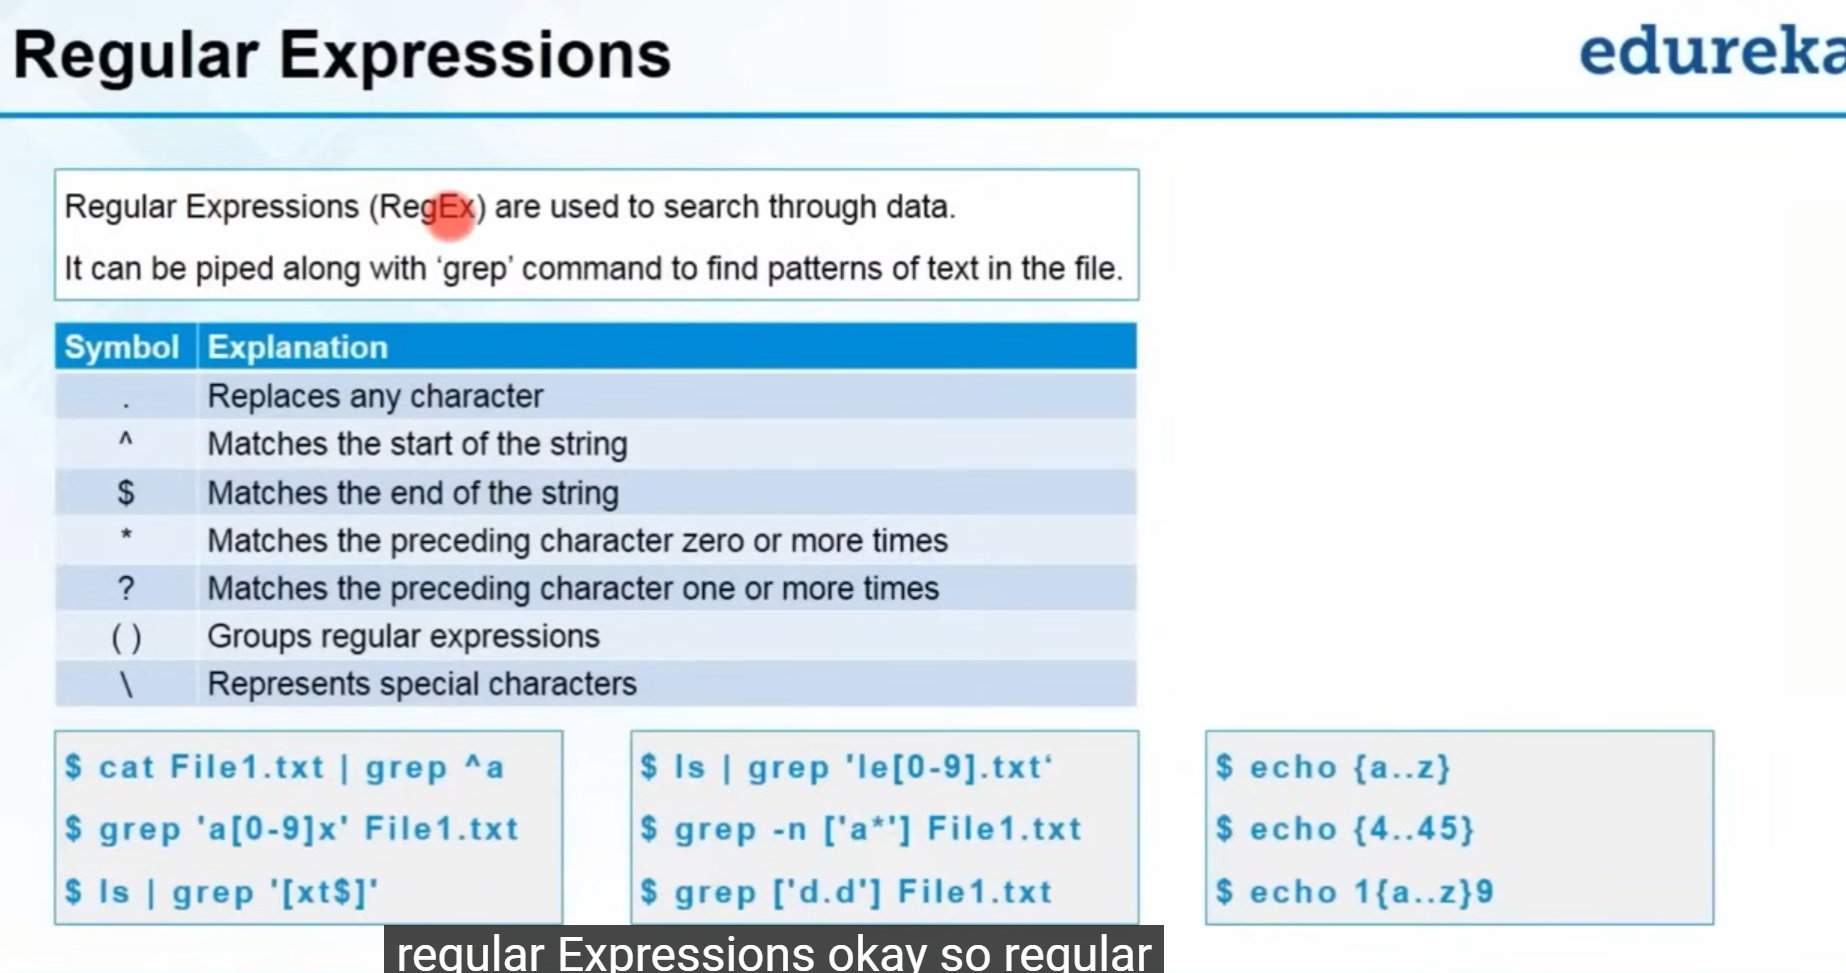 Regular Expressions
edureka
Regular Expressions (RegEx) are used to search through data.
It can be piped along with ‘grep’ command to find patterns of text in the file.
Symbol Explanation
. Replaces any character
^ Matches the start of the string
$ Matches the end of the string
* Matches the preceding character zero or more times
? Matches the preceding character one or more times
( ) Groups regular expressions
\ Represents special characters
$ cat File1.txt | grep ^a
$ grep 'a[0-9]x' File1.txt
$ ls | grep '[xt$]'
$ ls | grep 'le[0-9].txt‘
$ grep -n ['a*'] File1.txt
$ grep ['d.d'] File1.txt
$ echo {a..z}
$ echo {4..45}
$ echo 1{a..z}9
regular Expressions okay so regular